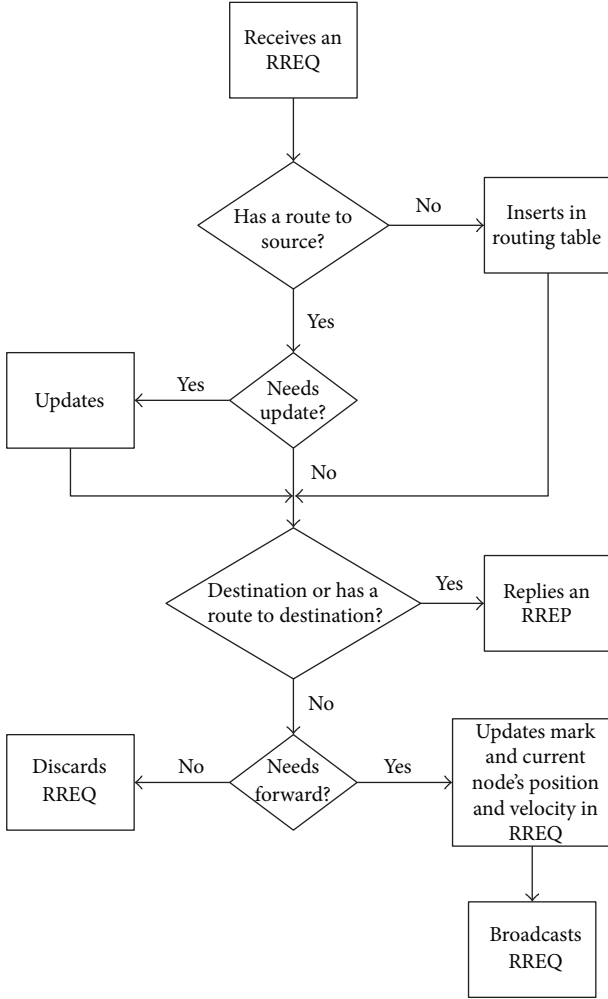 Receives an
RREQ
Has a route to
source?
No
Inserts in
routing table
Yes
Needs
update?
Yes
Updates
No
Destination or has a
route to destination?
Yes
Replies an
RREP
No
Needs
forward?
No
Discards
RREQ
Yes
Updates mark
and current
node's position
and velocity in
RREQ
Broadcasts
RREQ